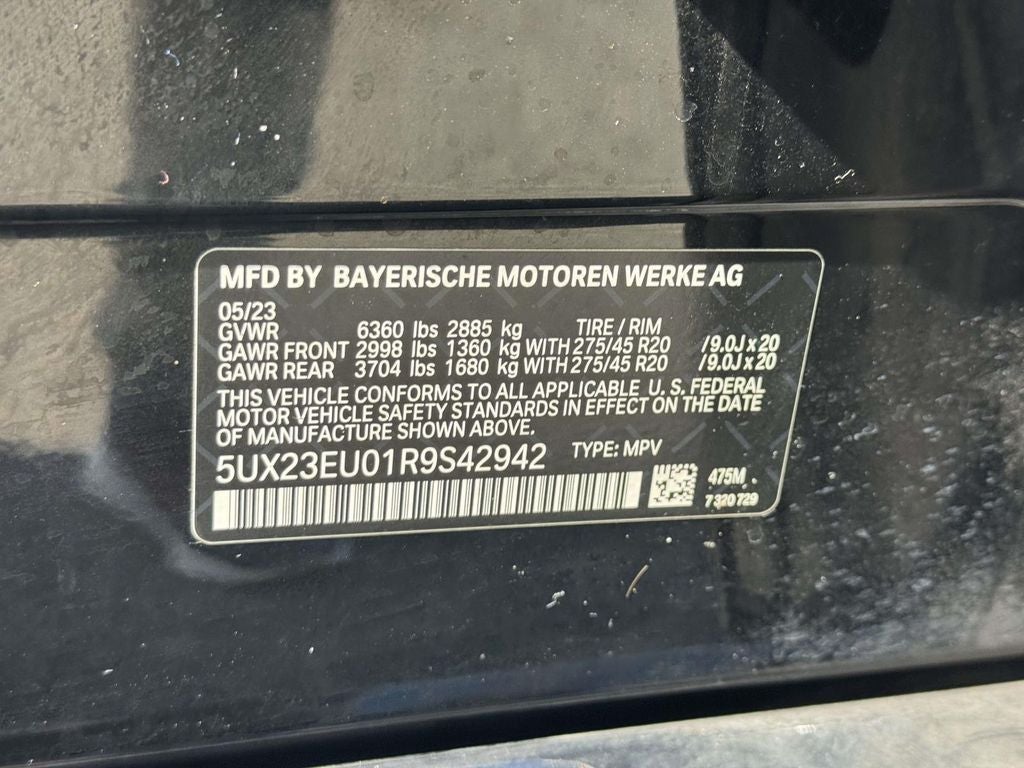 MFD BY BAYERISCHE MOTOREN WERKE AG
05/23
GVWR 6360 lbs 2885 kg TIRE / RIM
GAWR FRONT 2998 lbs 1360 kg WITH 275/45 R20 / 9.0J x 20
GAWR REAR 3704 lbs 1680 kg WITH 275/45 R20 / 9.0J x 20
THIS VEHICLE CONFORMS TO ALL APPLICABLE U. S. FEDERAL
MOTOR VEHICLE SAFETY STANDARDS IN EFFECT ON THE DATE
OF MANUFACTURE SHOWN ABOVE.
5UX23EU01R9S42942 TYPE: MPV
475M
7 320 729